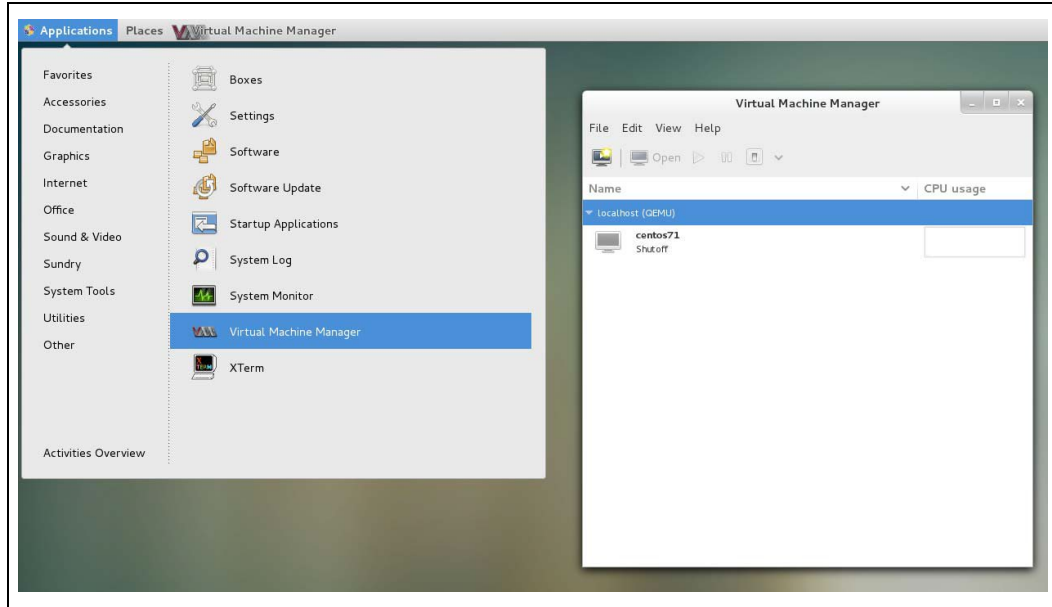 Applications Places Virtual Machine Manager
Favorites
Accessories
Documentation
Graphics
Internet
Office
Sound & Video
Sundry
System Tools
Utilities
Other
Activities Overview
Boxes
Settings
Software
Software Update
Startup Applications
System Log
System Monitor
Virtual Machine Manager
XTerm
Virtual Machine Manager
File Edit View Help
Open
Name CPU usage
localhost (QEMU)
centos71
Shutoff